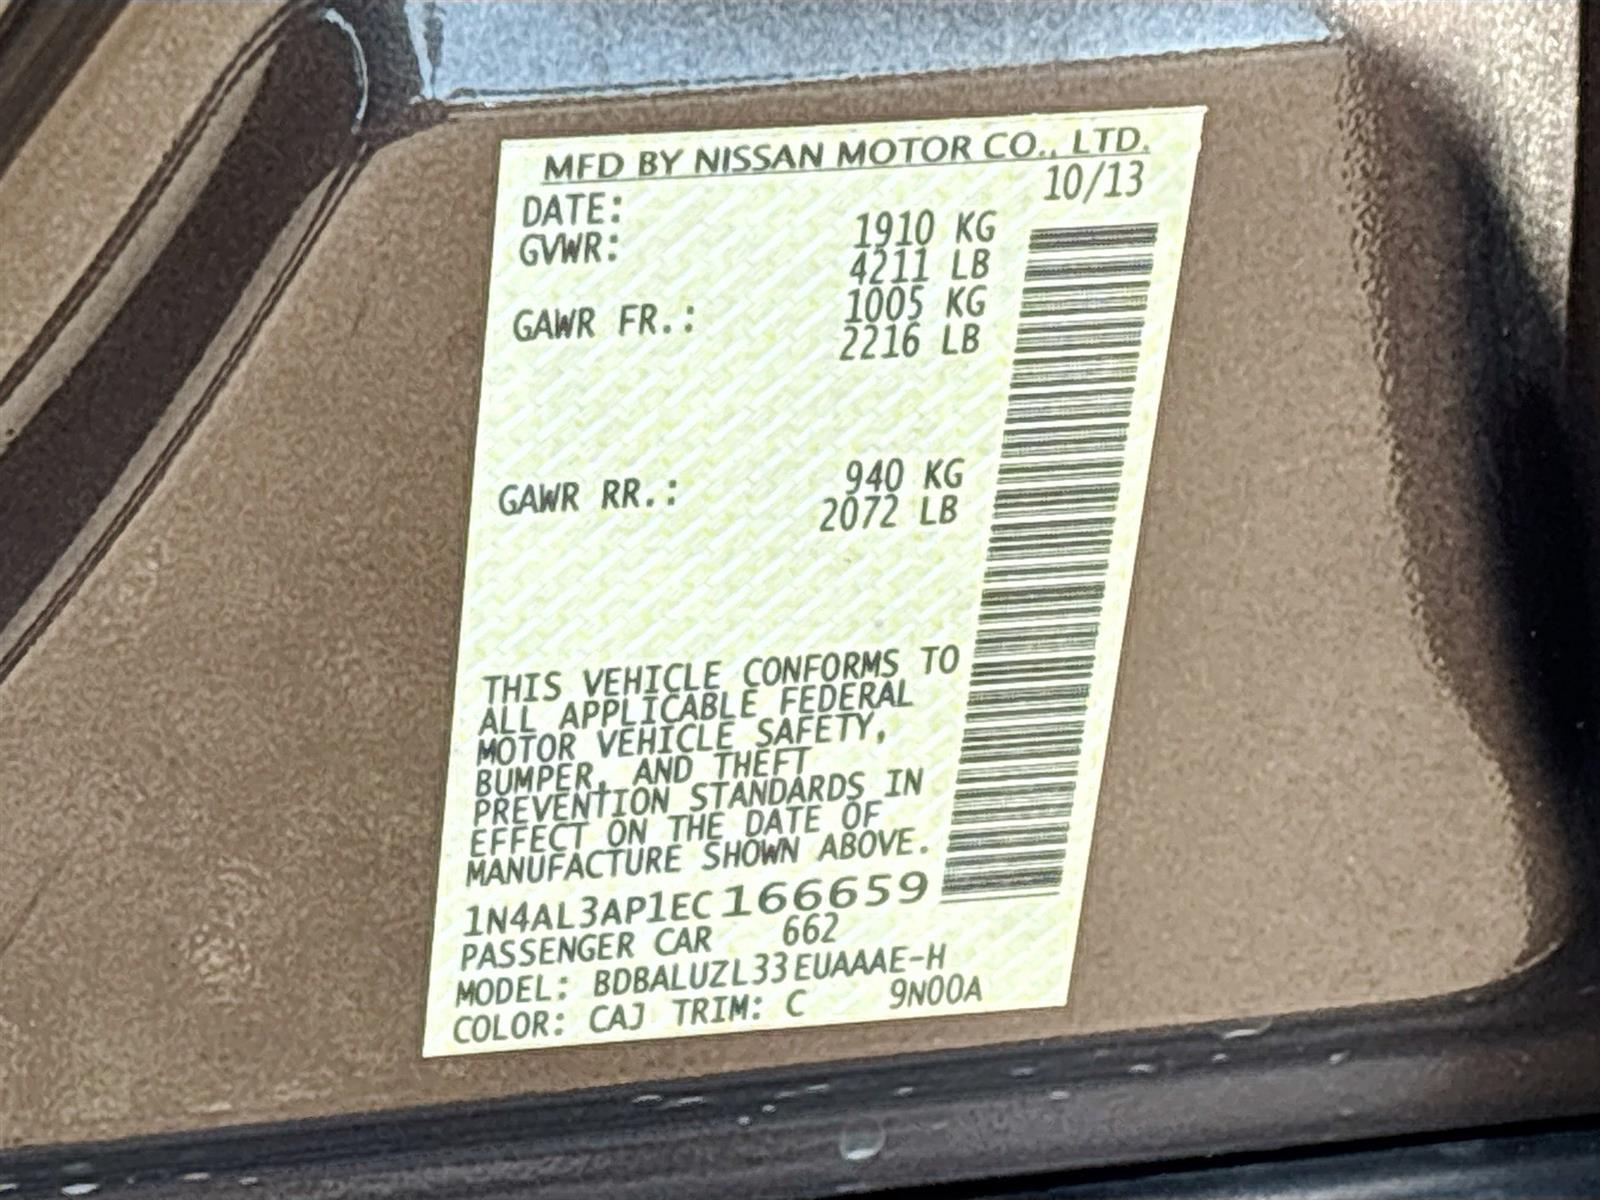 MFD BY NISSAN MOTOR CO., LTD.
DATE: 10/13
GVWR: 1910 KG
4211 LB
GAWR FR.: 1005 KG
2216 LB
GAWR RR.: 940 KG
2072 LB
THIS VEHICLE CONFORMS TO
ALL APPLICABLE FEDERAL
MOTOR VEHICLE SAFETY,
BUMPER, AND THEFT
PREVENTION STANDARDS IN
EFFECT ON THE DATE OF
MANUFACTURE SHOWN ABOVE.
1N4AL3AP1EC166659
PASSENGER CAR 662
MODEL: BDBALUZL33EUAAAE-H
COLOR: CAJ TRIM: C 9N00A